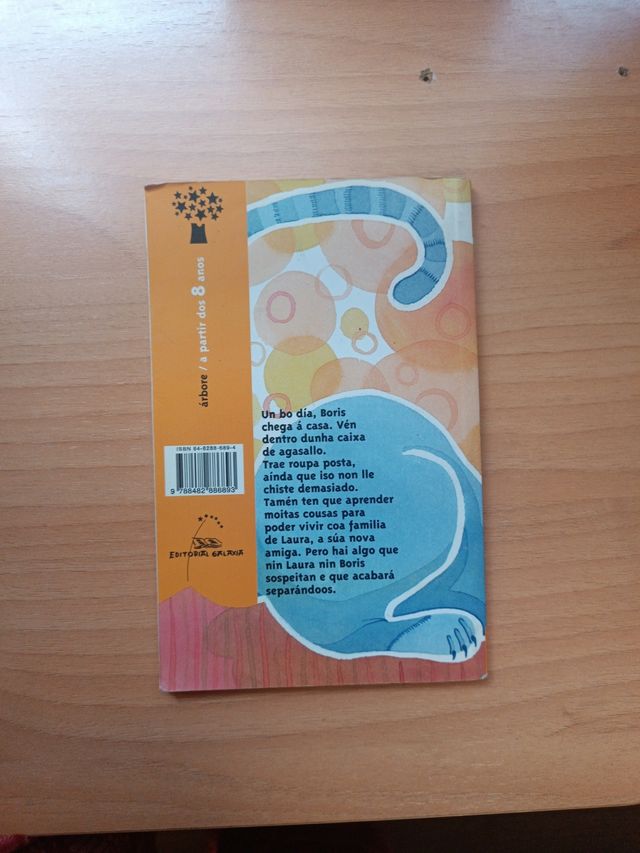 árbore / a partir dos 8 anos
Un bo día, Boris
chega á casa. Vén
dentro dunha caixa
de agasallo.
Trae roupa posta,
aínda que iso non lle
chiste demasiado.
Tamén ten que aprender
moitas cousas para
poder vivir coa familia
de Laura, a súa nova
amiga. Pero hai algo que
nin Laura nin Boris
sospeitan e que acabará
separándoos.
ISBN 84-8288-689-4
9 788482 886893
EDITORIAL GALAXIA